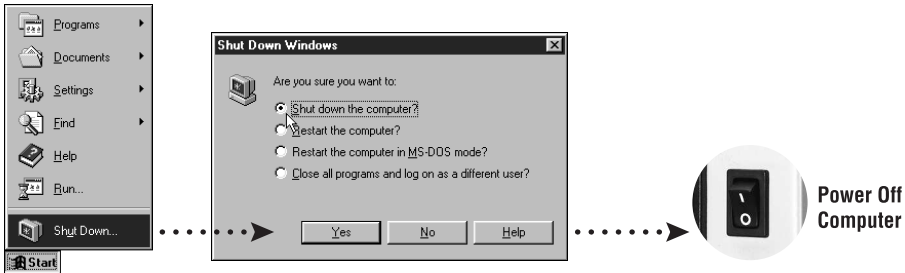 Programs
Documents
Settings
Find
Help
Run...
Shut Down...
Start
Shut Down Windows
Are you sure you want to:
Shut down the computer?
Restart the computer?
Restart the computer in MS-DOS mode?
Close all programs and log on as a different user?
Yes
No
Help
Power Off
Computer